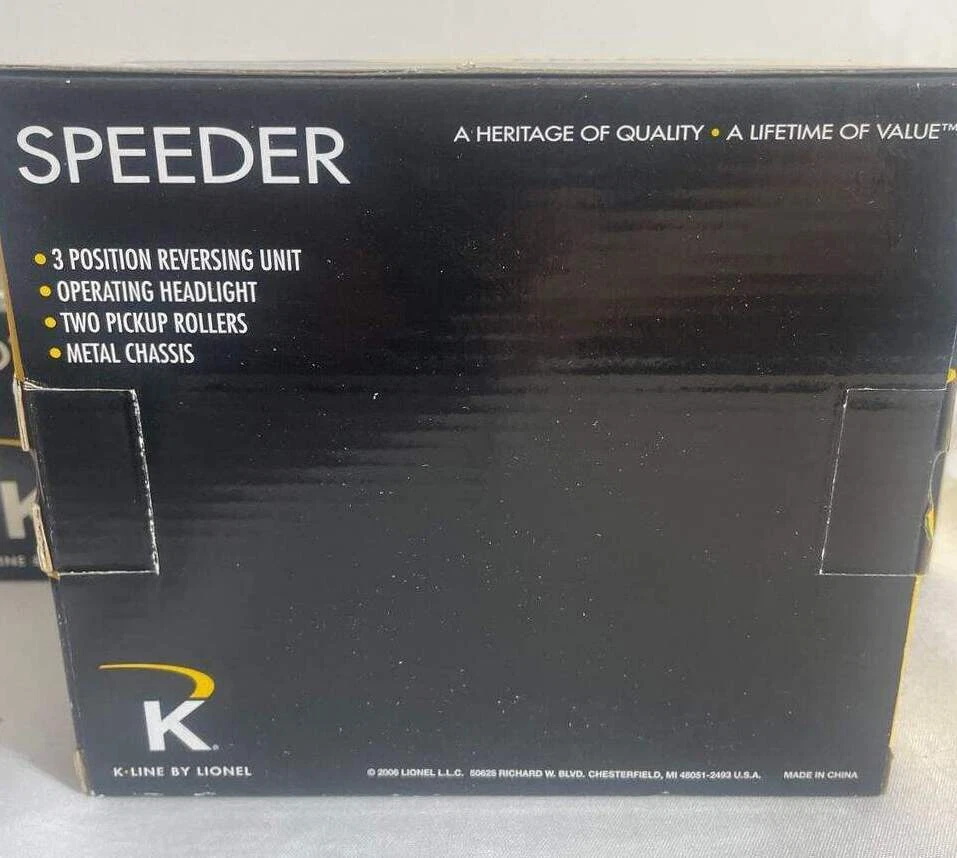 SPEEDER
A HERITAGE OF QUALITY • A LIFETIME OF VALUE™
• 3 POSITION REVERSING UNIT
• OPERATING HEADLIGHT
• TWO PICKUP ROLLERS
• METAL CHASSIS
K
K
K•LINE BY LIONEL
© 2006 LIONEL L.L.C. 50625 RICHARD W. BLVD. CHESTERFIELD, MI 48051-2493 U.S.A. MADE IN CHINA